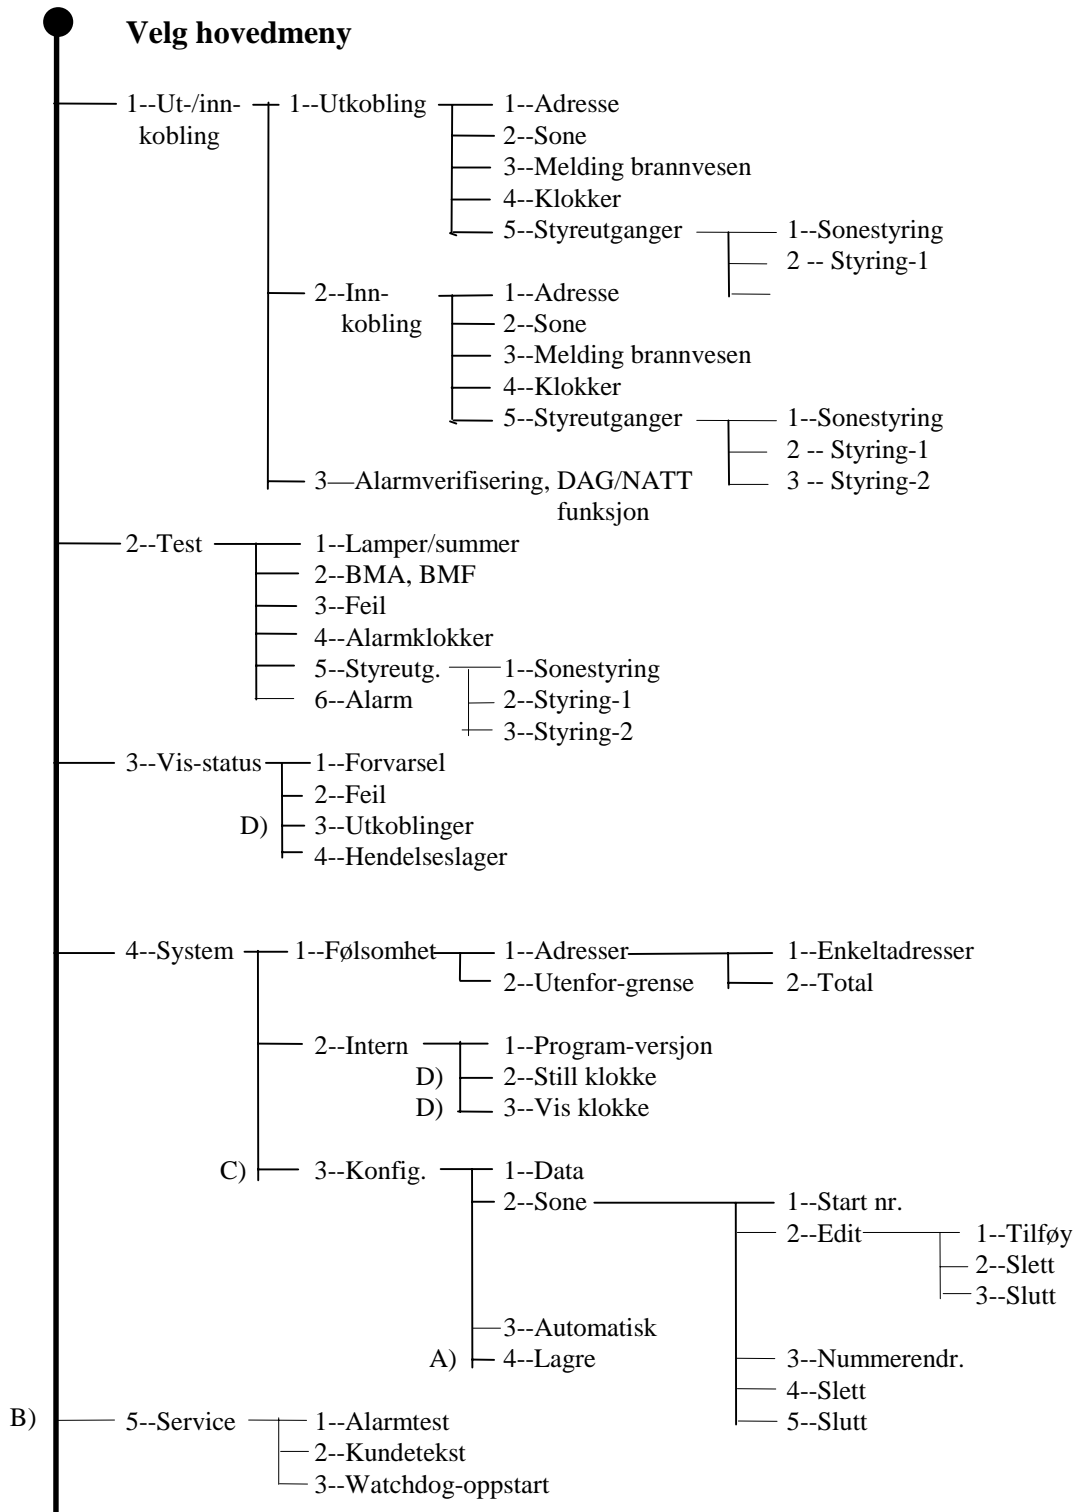 Velg hovedmeny
1--Ut-/inn-
kobling
1--Utkobling
1--Adresse
2--Sone
3--Melding brannvesen
4--Klokker
5--Styreutganger
1--Sonestyring
2 -- Styring-1
2--Inn-
kobling
1--Adresse
2--Sone
3--Melding brannvesen
4--Klokker
5--Styreutganger
1--Sonestyring
2 -- Styring-1
3 -- Styring-2
3—Alarmverifisering, DAG/NATT
funksjon
2--Test
1--Lamper/summer
2--BMA, BMF
3--Feil
4--Alarmklokker
5--Styreutg.
1--Sonestyring
2--Styring-1
3--Styring-2
6--Alarm
3--Vis-status
1--Forvarsel
2--Feil
D) 3--Utkoblinger
4--Hendelseslager
4--System
1--Følsomhet
1--Adresser
1--Enkeltadresser
2--Total
2--Utenfor-grense
2--Intern
1--Program-versjon
D) 2--Still klokke
D) 3--Vis klokke
C) 3--Konfig.
1--Data
2--Sone
1--Start nr.
2--Edit
1--Tilføy
2--Slett
3--Slutt
3--Nummerendr.
4--Slett
5--Slutt
3--Automatisk
A) 4--Lagre
B) 5--Service
1--Alarmtest
2--Kundetekst
3--Watchdog-oppstart